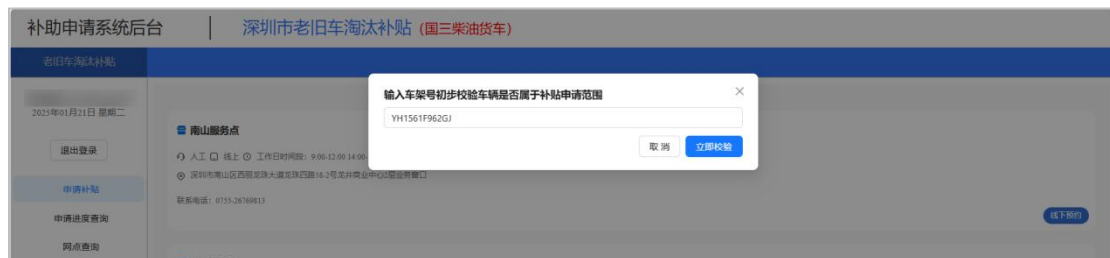 补助申请系统后台 深圳市老旧车淘汰补贴 (国三柴油货车)
老旧车淘汰补贴
输入车架号初步校验车辆是否属于补贴申请范围
YH1561F962GJ
取 消 立即校验
2025年01月21日 星期二
退出登录
南山服务点
人工 线上 工作日时间段：9:00-12:00 14:00-
深圳市南山区西丽龙珠大道龙珠四路16-2号龙井商业中心2层业务窗口
联系电话：0755-26769813
线下预约
申请补贴
申请进度查询
网点查询